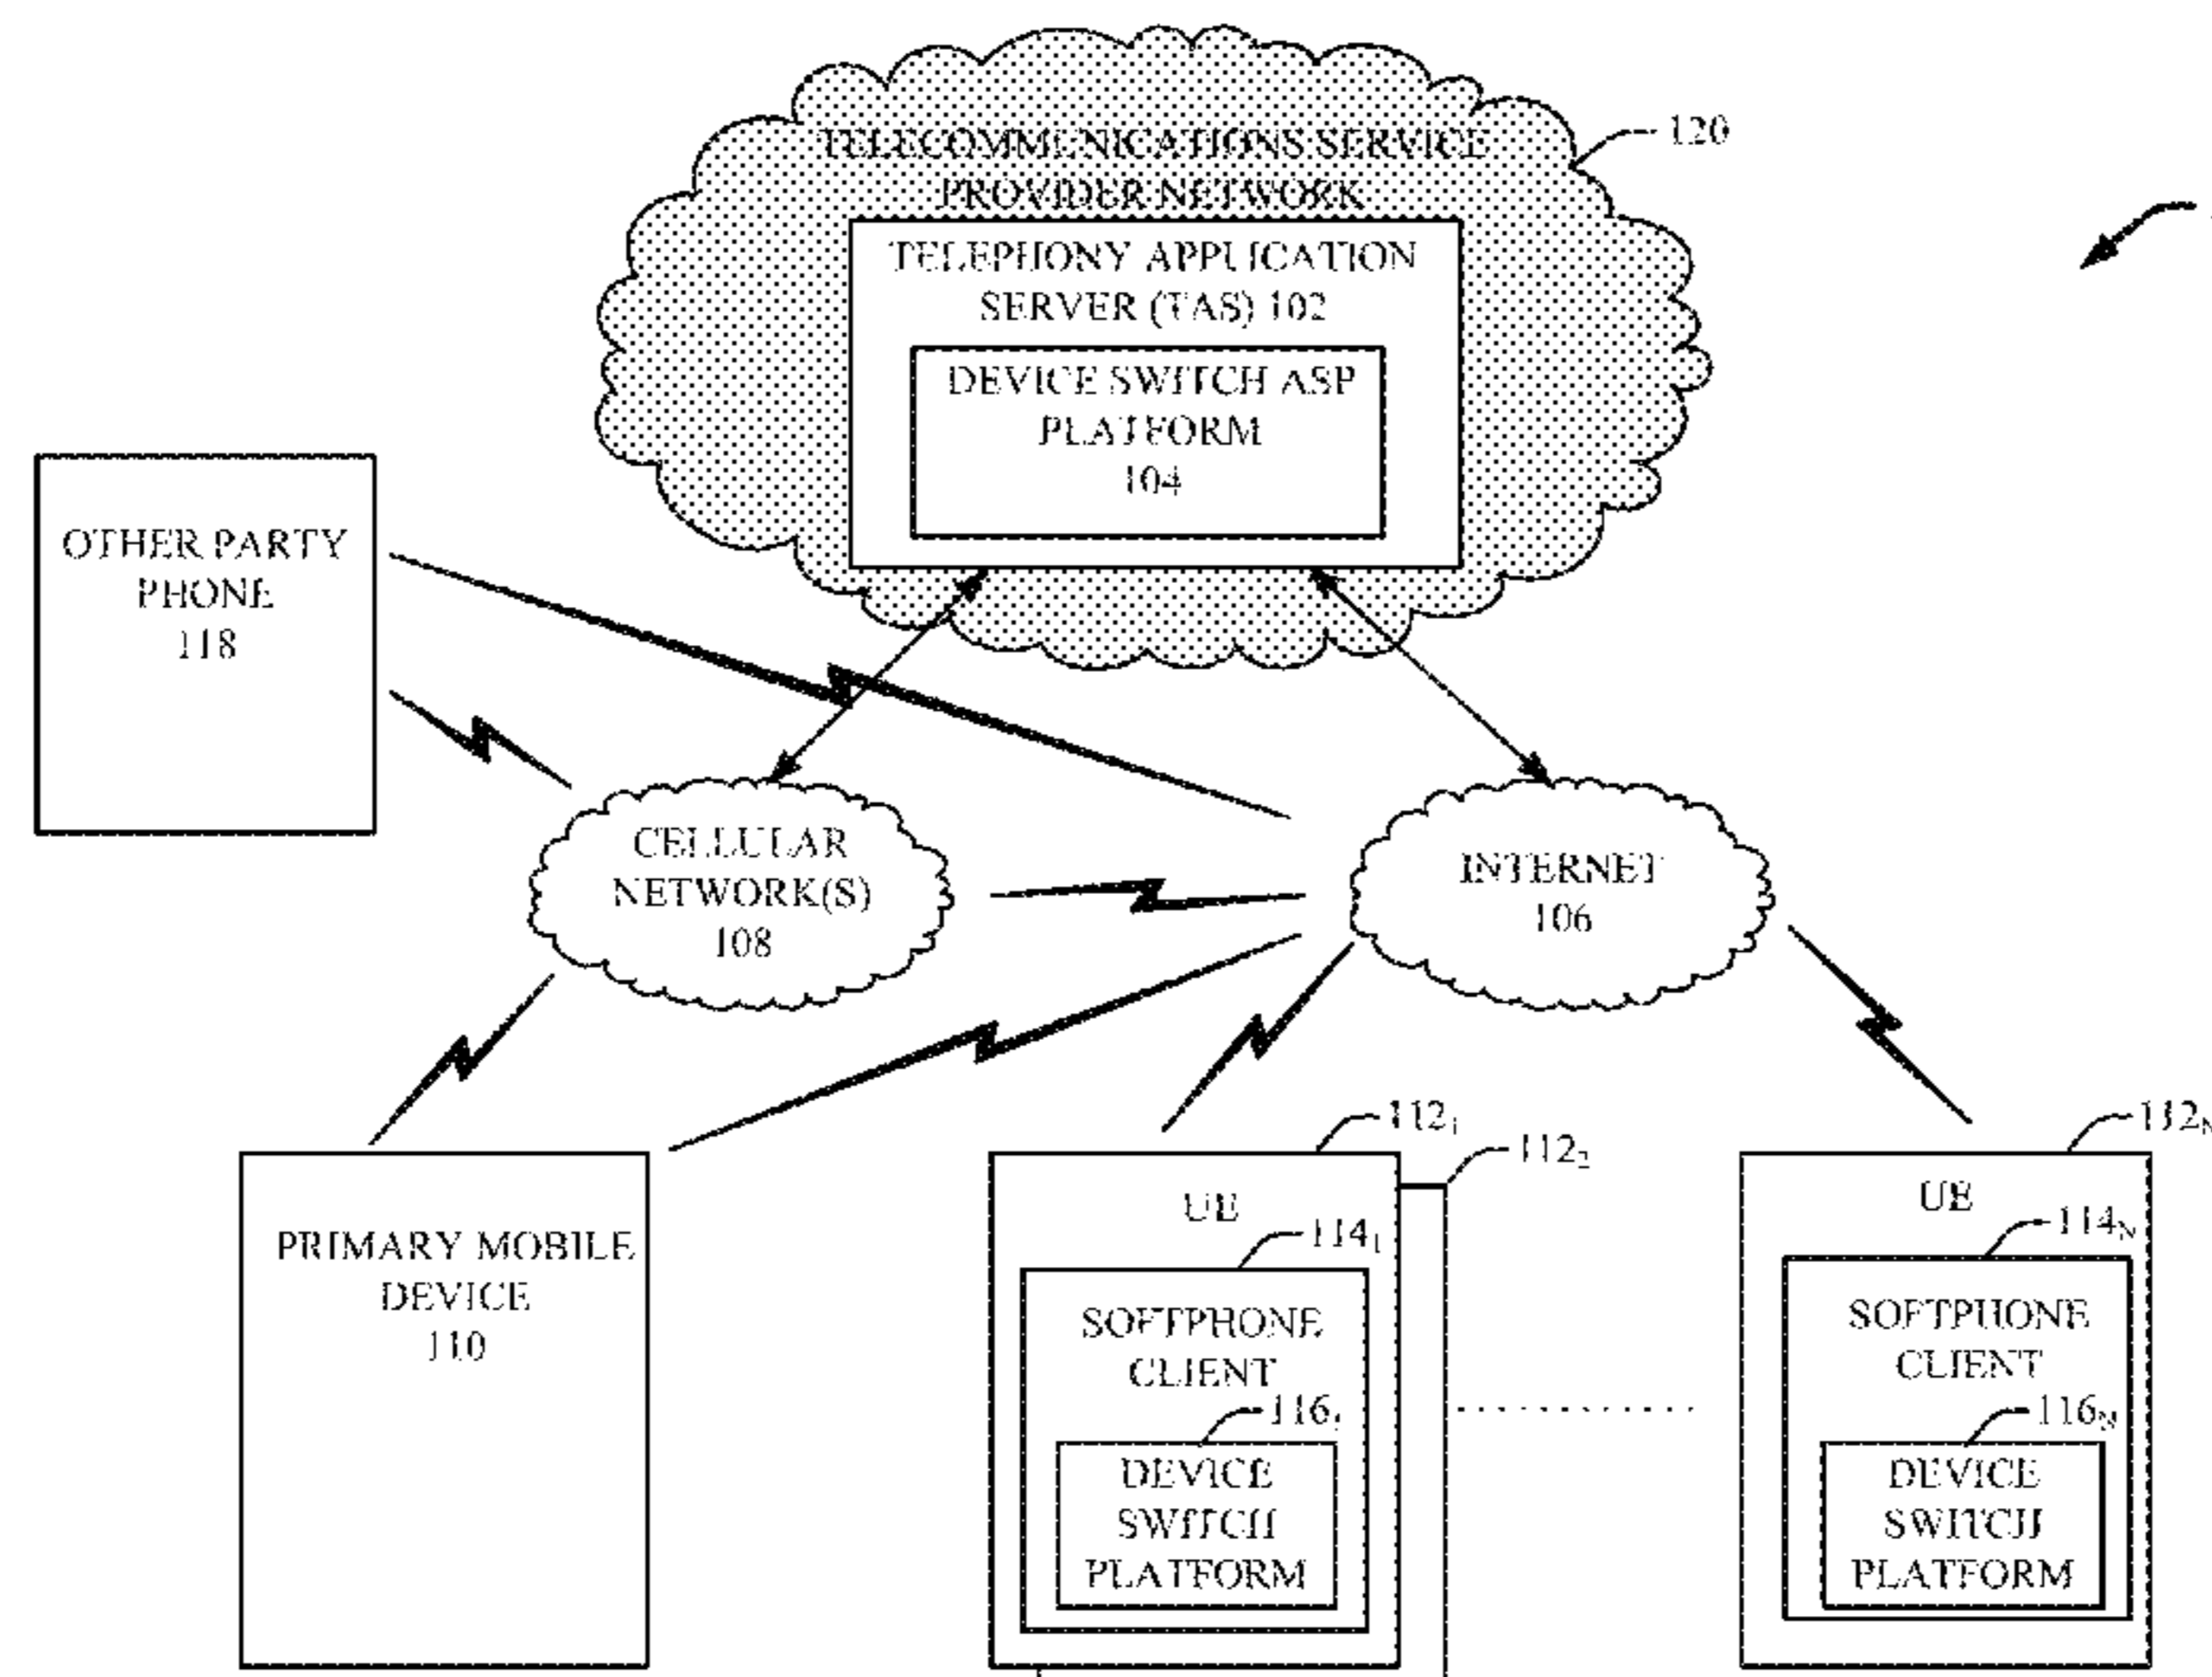 TELECOMMUNICATIONS SERVICE
PROVIDER NETWORK
120
TELEPHONY APPLICATION
SERVER (TAS) 102
DEVICE SWITCH ASP
PLATFORM
104
OTHER PARTY
PHONE
118
CELLULAR
NETWORK(S)
108
INTERNET
106
PRIMARY MOBILE
DEVICE
110
112₁
112₂
UE
114₁
SOFTPHONE
CLIENT
116₁
DEVICE
SWITCH
PLATFORM
112N
UE
114N
SOFTPHONE
CLIENT
116N
DEVICE
SWITCH
PLATFORM